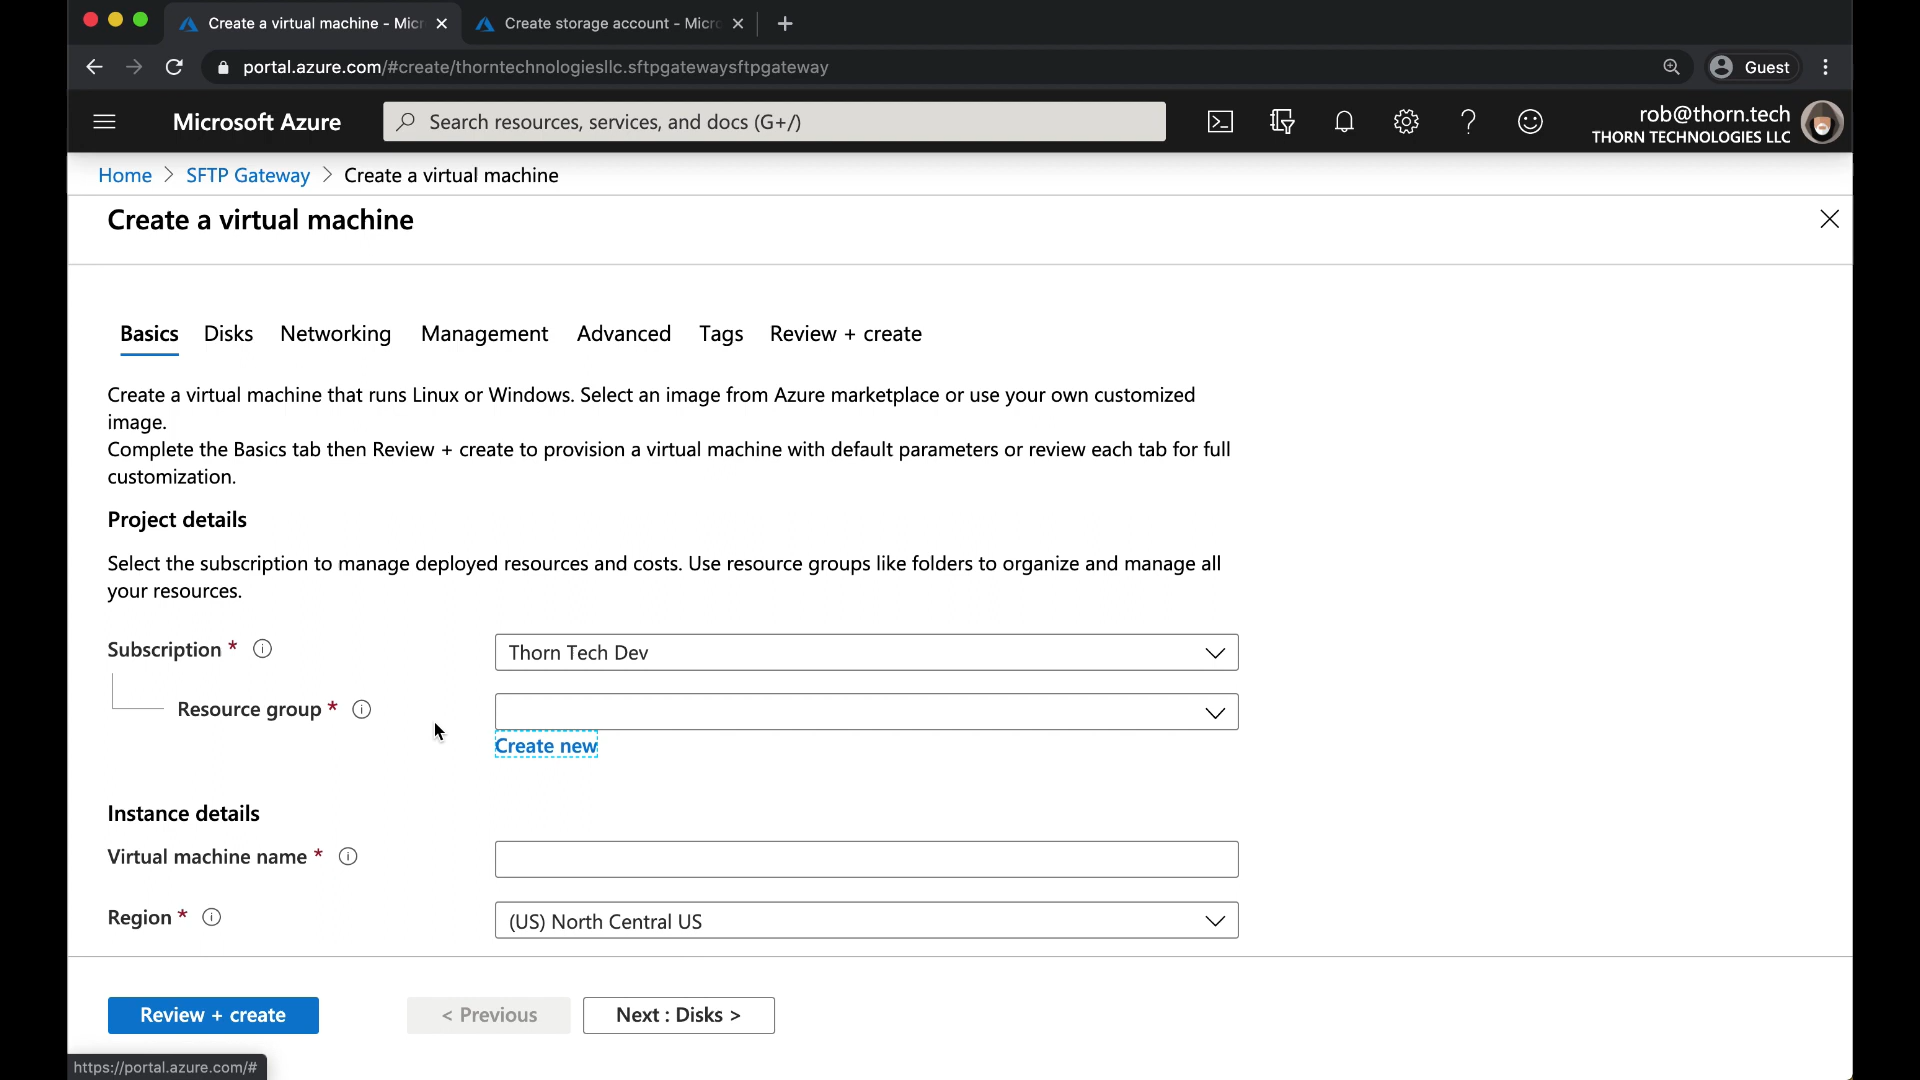 Create a virtual machine - Micr
Create storage account - Micro
portal.azure.com/#create/thorntechnologiesllc.sftpgatewaysftpgateway
Guest
Microsoft Azure
Search resources, services, and docs (G+/)
rob@thorn.tech
THORN TECHNOLOGIES LLC
Home > SFTP Gateway > Create a virtual machine
Create a virtual machine
Basics Disks Networking Management Advanced Tags Review + create
Create a virtual machine that runs Linux or Windows. Select an image from Azure marketplace or use your own customized
image.
Complete the Basics tab then Review + create to provision a virtual machine with default parameters or review each tab for full
customization.
Project details
Select the subscription to manage deployed resources and costs. Use resource groups like folders to organize and manage all
your resources.
Subscription *
Thorn Tech Dev
Resource group *
Create new
Instance details
Virtual machine name *
Region *
(US) North Central US
Review + create
< Previous
Next : Disks >
https://portal.azure.com/#